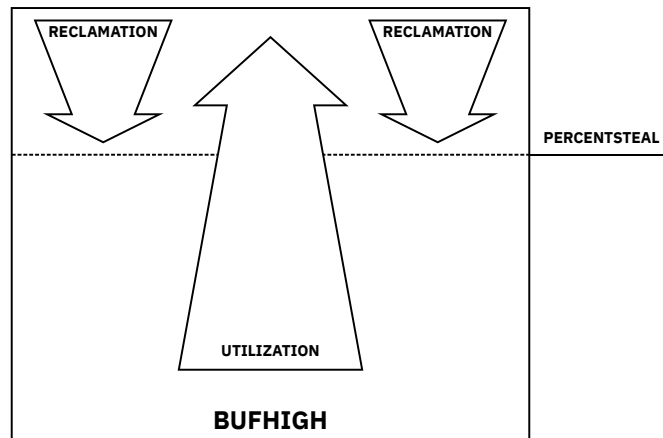 RECLAMATION
RECLAMATION
PERCENTSTEAL
UTILIZATION
BUFHIGH